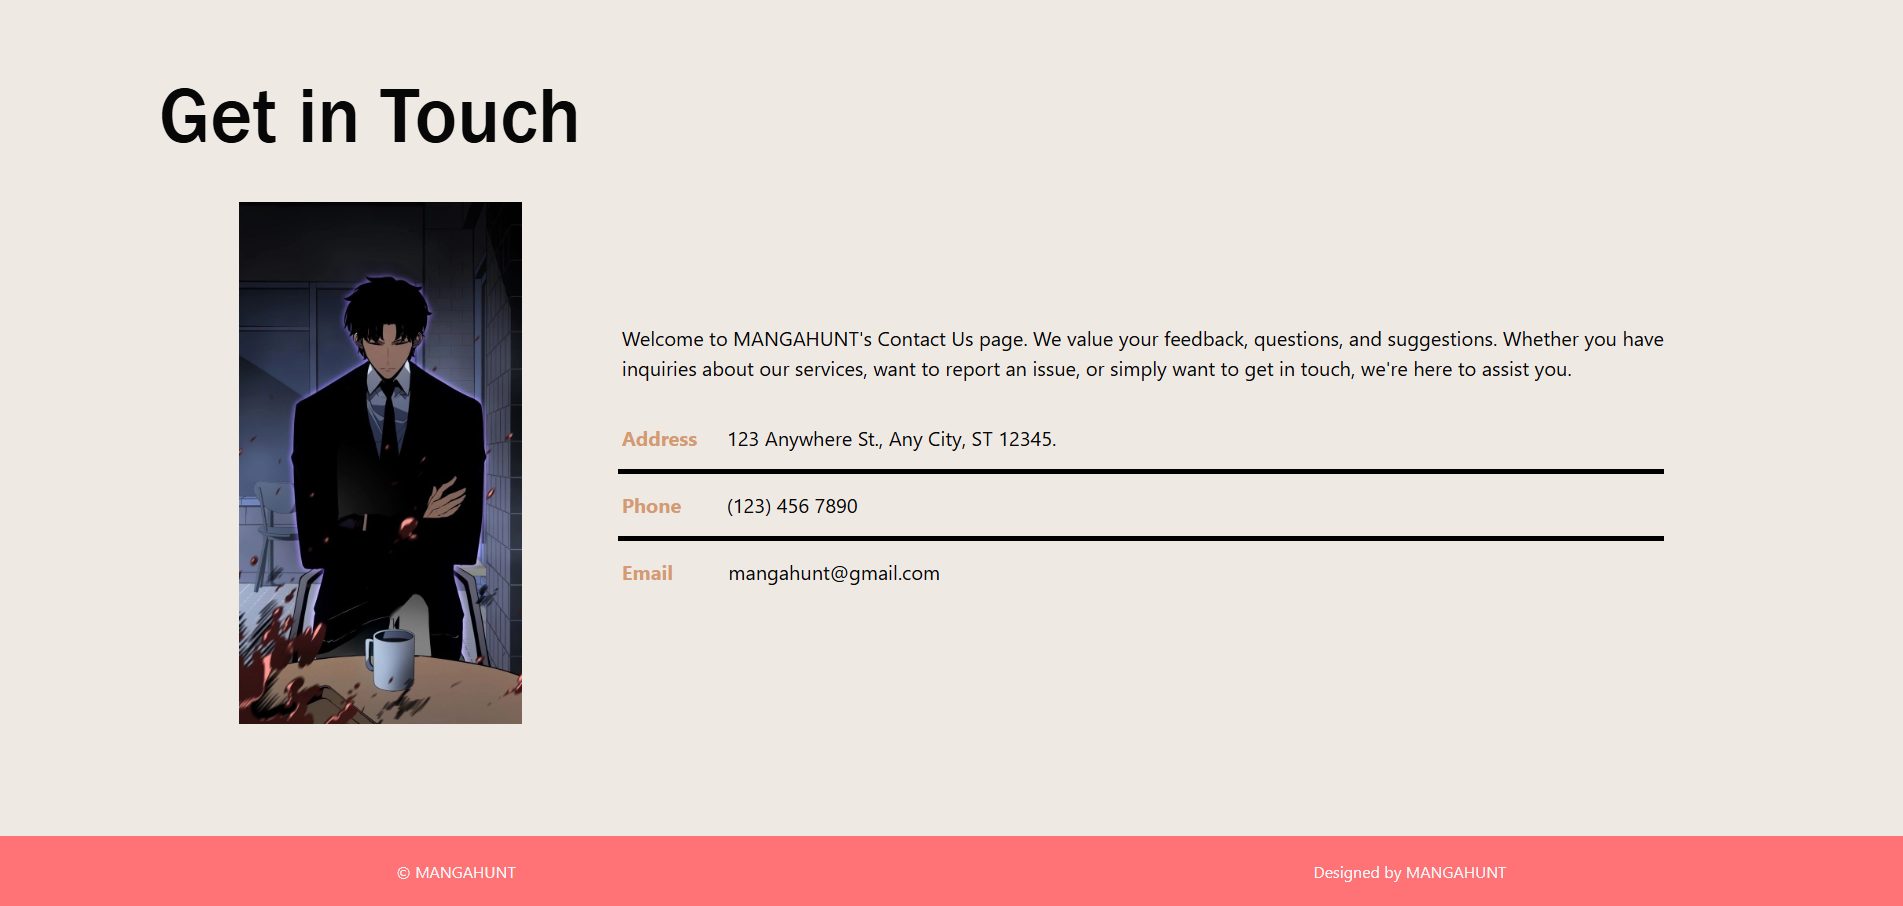 Get in Touch
Welcome to MANGAHUNT's Contact Us page. We value your feedback, questions, and suggestions. Whether you have
inquiries about our services, want to report an issue, or simply want to get in touch, we're here to assist you.
Address 123 Anywhere St., Any City, ST 12345.
Phone (123) 456 7890
Email mangahunt@gmail.com
© MANGAHUNT Designed by MANGAHUNT